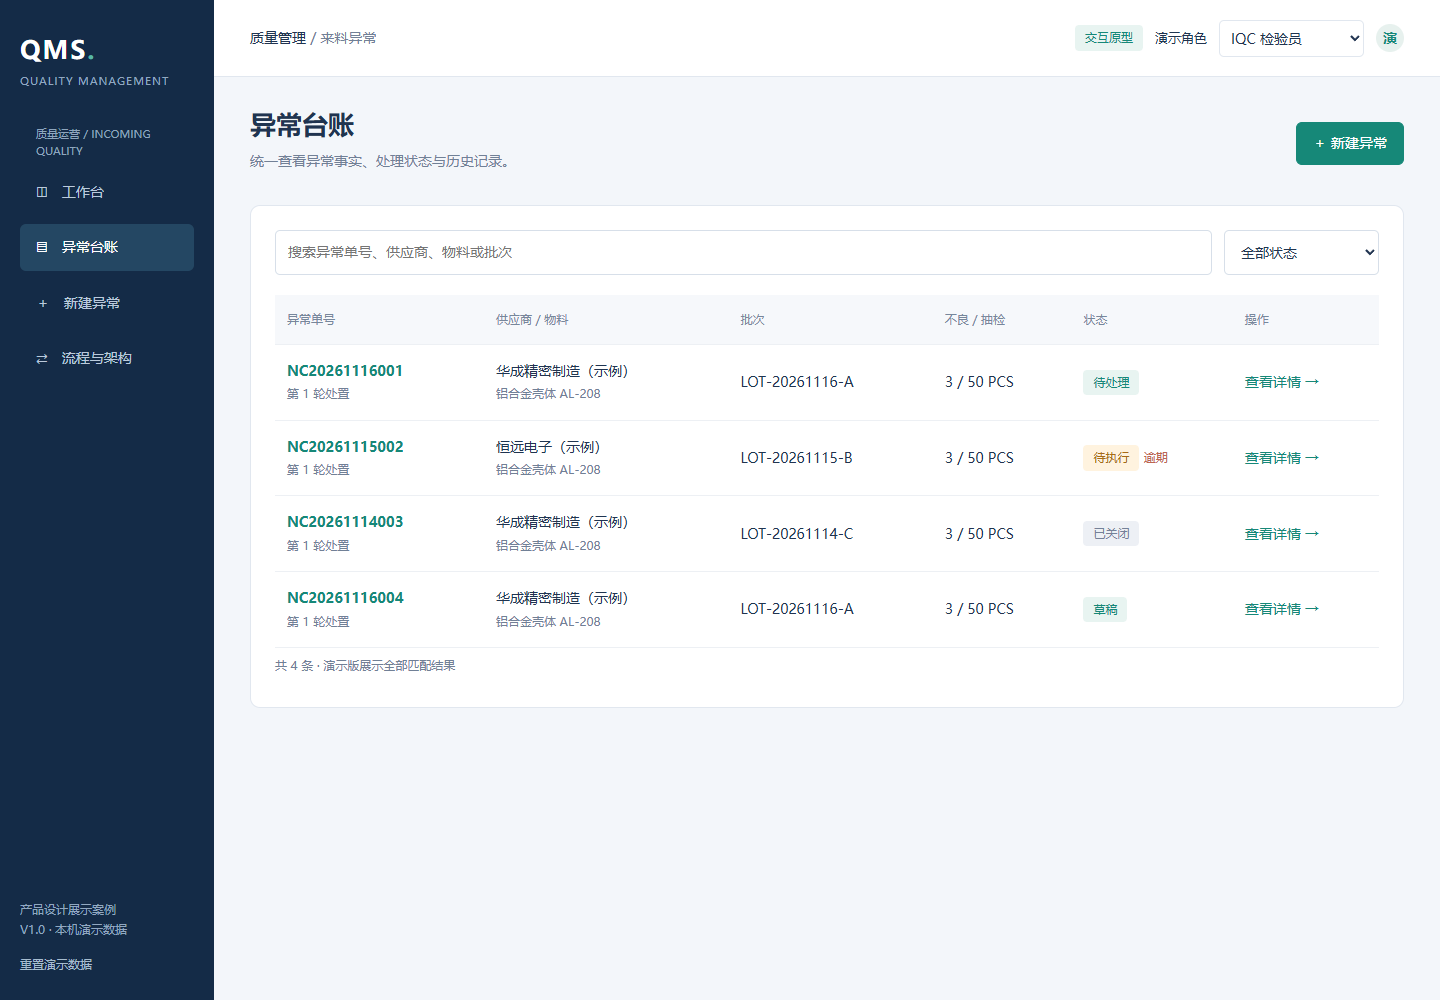 QMS.
QUALITY MANAGEMENT
质量运营 / INCOMING
QUALITY
工作台
异常台账
+ 新建异常
⇄ 流程与架构
产品设计展示案例
V1.0 · 本机演示数据
重置演示数据
质量管理 / 来料异常
交互原型 演示角色 IQC 检验员 演
异常台账
统一查看异常事实、处理状态与历史记录。
+ 新建异常
搜索异常单号、供应商、物料或批次 全部状态
异常单号 供应商 / 物料 批次 不良 / 抽检 状态 操作
NC20261116001 华成精密制造（示例） LOT-20261116-A 3 / 50 PCS 待处理 查看详情 →
第 1 轮处置 铝合金壳体 AL-208
NC20261115002 恒远电子（示例） LOT-20261115-B 3 / 50 PCS 待执行 逾期 查看详情 →
第 1 轮处置 铝合金壳体 AL-208
NC20261114003 华成精密制造（示例） LOT-20261114-C 3 / 50 PCS 已关闭 查看详情 →
第 1 轮处置 铝合金壳体 AL-208
NC20261116004 华成精密制造（示例） LOT-20261116-A 3 / 50 PCS 草稿 查看详情 →
第 1 轮处置 铝合金壳体 AL-208
共 4 条 · 演示版展示全部匹配结果